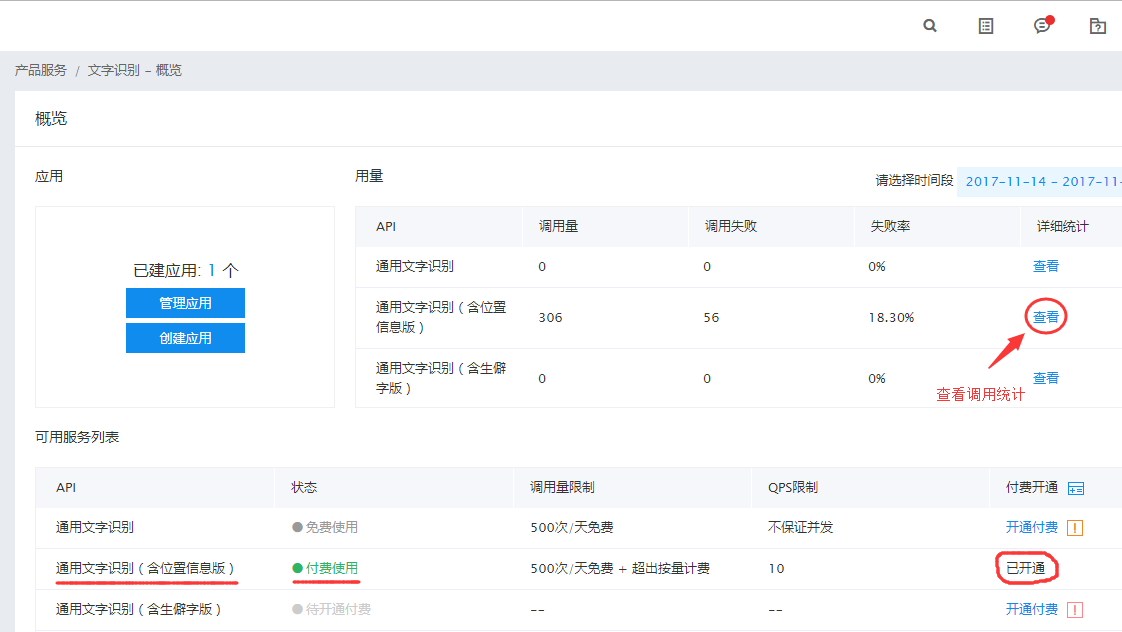 产品服务 / 文字识别 - 概览
概览
应用
用量
请选择时间段 2017-11-14 - 2017-11-
已建应用: 1 个
管理应用
创建应用
API 调用量 调用失败 失败率 详细统计
通用文字识别 0 0 0% 查看
通用文字识别（含位置
信息版） 306 56 18.30% 查看
通用文字识别（含生僻
字版） 0 0 0% 查看
查看调用统计
可用服务列表
API 状态 调用量限制 QPS限制 付费开通
通用文字识别 免费使用 500次/天免费 不保证并发 开通付费
通用文字识别（含位置信息版） 付费使用 500次/天免费 + 超出按量计费 10 已开通
通用文字识别（含生僻字版） 待开通付费 -- -- 开通付费